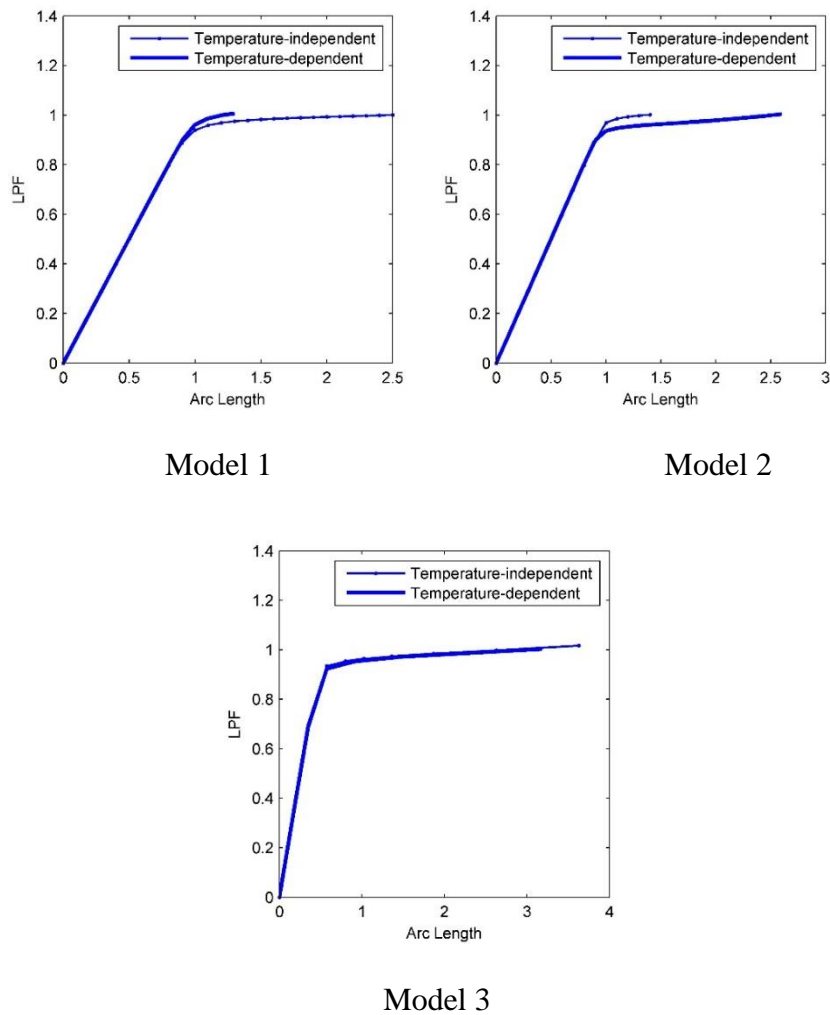 1.4
1.2
1
0.8
0.6
0.4
0.2
0
LPF
Temperature-independent
Temperature-dependent
0 0.5 1 1.5 2 2.5
Arc Length
Model 1
1.4
1.2
1
0.8
0.6
0.4
0.2
0
LPF
Temperature-independent
Temperature-dependent
0 0.5 1 1.5 2 2.5 3
Arc Length
Model 2
1.4
1.2
1
0.8
0.6
0.4
0.2
0
LPF
Temperature-independent
Temperature-dependent
0 1 2 3 4
Arc Length
Model 3